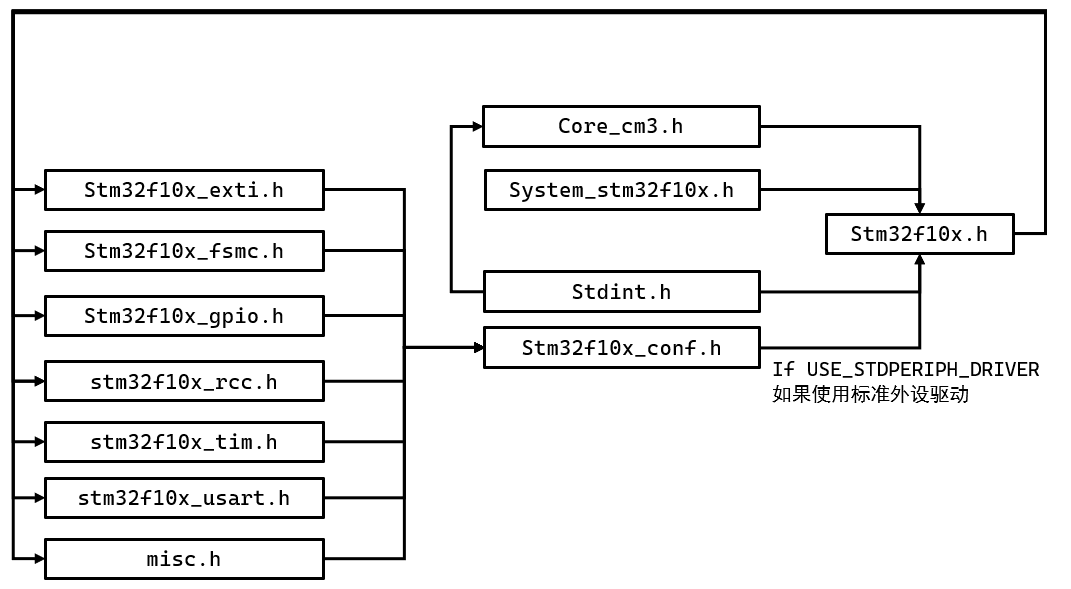 Core_cm3.h
Stm32f10x_exti.h
System_stm32f10x.h
Stm32f10x.h
Stm32f10x_fsmc.h
Stdint.h
Stm32f10x_gpio.h
Stm32f10x_conf.h
If USE_STDPERIPH_DRIVER
如果使用标准外设驱动
stm32f10x_rcc.h
stm32f10x_tim.h
stm32f10x_usart.h
misc.h